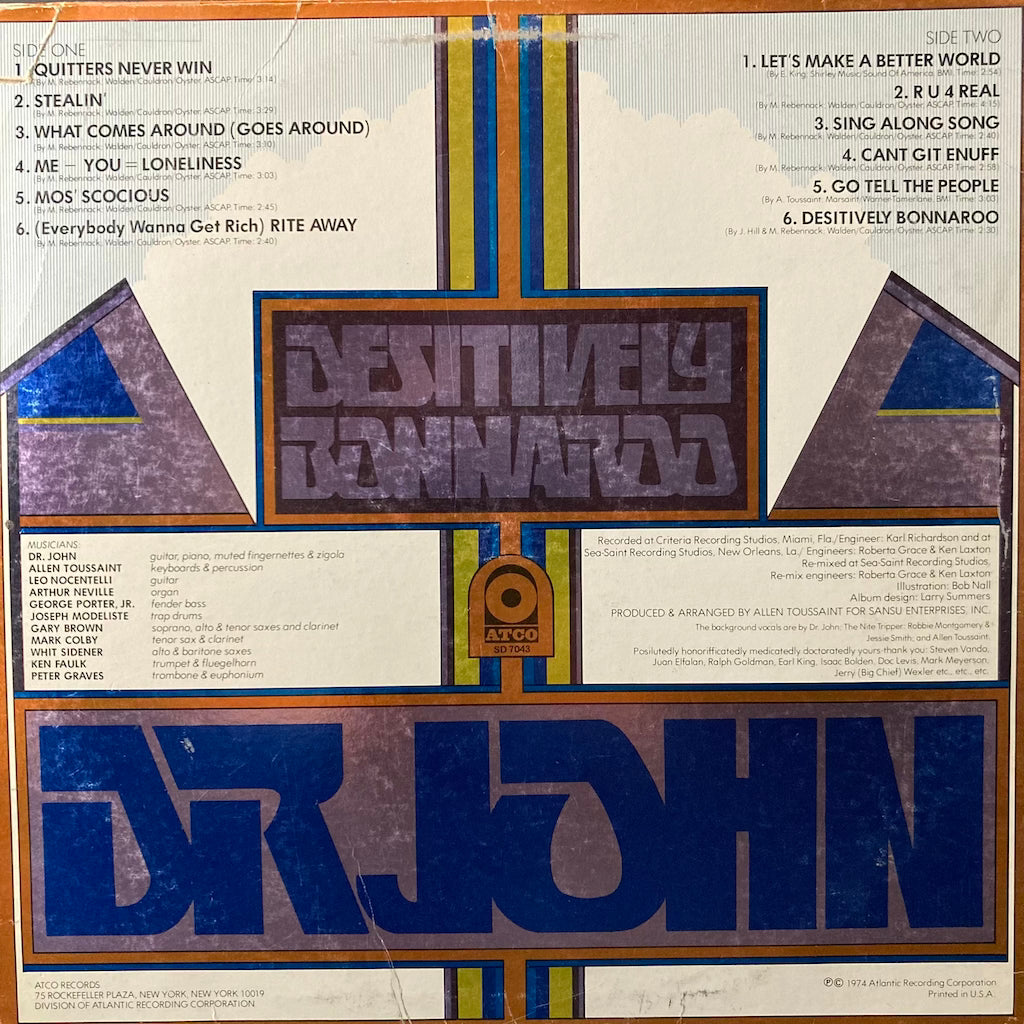 SIDE ONE
1. QUITTERS NEVER WIN
(By M. Rebennack; Walden/Cauldron/Oyster, ASCAP, Time: 3:14)
2. STEALIN'
(By M. Rebennack; Walden/Cauldron/Oyster, ASCAP, Time: 3:29)
3. WHAT COMES AROUND (GOES AROUND)
(By M. Rebennack; Walden/Cauldron/Oyster, ASCAP, Time: 3:10)
4. ME – YOU = LONELINESS
(By M. Rebennack; Walden/Cauldron/Oyster, ASCAP, Time: 3:03)
5. MOS' SCOCIOUS
(By M. Rebennack; Walden/Cauldron/Oyster, ASCAP, Time: 2:45)
6. (Everybody Wanna Get Rich) RITE AWAY
(By M. Rebennack; Walden/Cauldron/Oyster, ASCAP, Time: 2:40)
SIDE TWO
1. LET'S MAKE A BETTER WORLD
(By E. King; Shirley Music/Sound Of America, BMI, Time: 2:54)
2. R U 4 REAL
(By M. Rebennack; Walden/Cauldron/Oyster, ASCAP, Time: 4:15)
3. SING ALONG SONG
(By M. Rebennack; Walden/Cauldron/Oyster, ASCAP, Time: 2:40)
4. CANT GIT ENUFF
(By M. Rebennack; Walden/Cauldron/Oyster, ASCAP, Time: 2:58)
5. GO TELL THE PEOPLE
(By A. Toussaint; Marsaint/Warner-Tamerlane, BMI, Time: 3:03)
6. DESITIVELY BONNAROO
(By J. Hill & M. Rebennack; Walden/Cauldron/Oyster, ASCAP, Time: 2:30)
DESITIVELY
BONNAROO
MUSICIANS:
DR. JOHN guitar, piano, muted fingernettes & zigola
ALLEN TOUSSAINT keyboards & percussion
LEO NOCENTELLI guitar
ARTHUR NEVILLE organ
GEORGE PORTER, JR. fender bass
JOSEPH MODELISTE trap drums
GARY BROWN soprano, alto & tenor saxes and clarinet
MARK COLBY tenor sax & clarinet
WHIT SIDENER alto & baritone saxes
KEN FAULK trumpet & fluegelhorn
PETER GRAVES trombone & euphonium
ATCO
SD 7043
Recorded at Criteria Recording Studios, Miami, Fla./Engineer: Karl Richardson and at
Sea-Saint Recording Studios, New Orleans, La./ Engineers: Roberta Grace & Ken Laxton
Re-mixed at Sea-Saint Recording Studios,
Re-mix engineers: Roberta Grace & Ken Laxton
Illustration: Bob Nall
Album design: Larry Summers
PRODUCED & ARRANGED BY ALLEN TOUSSAINT FOR SANSU ENTERPRISES, INC.
The background vocals are by Dr. John; The Nite Tripper; Robbie Montgomery &
Jessie Smith; and Allen Toussaint.
Posilutedly honorifficatedly medicatedly doctoratedly yours-thank you: Steven Vando,
Juan Elfalan, Ralph Goldman, Earl King, Isaac Bolden, Doc Levis, Mark Meyerson,
Jerry (Big Chief) Wexler etc., etc., etc.
DR JOHN
ATCO RECORDS
75 ROCKEFELLER PLAZA, NEW YORK, NEW YORK 10019
DIVISION OF ATLANTIC RECORDING CORPORATION
℗© 1974 Atlantic Recording Corporation
Printed in U.S.A.